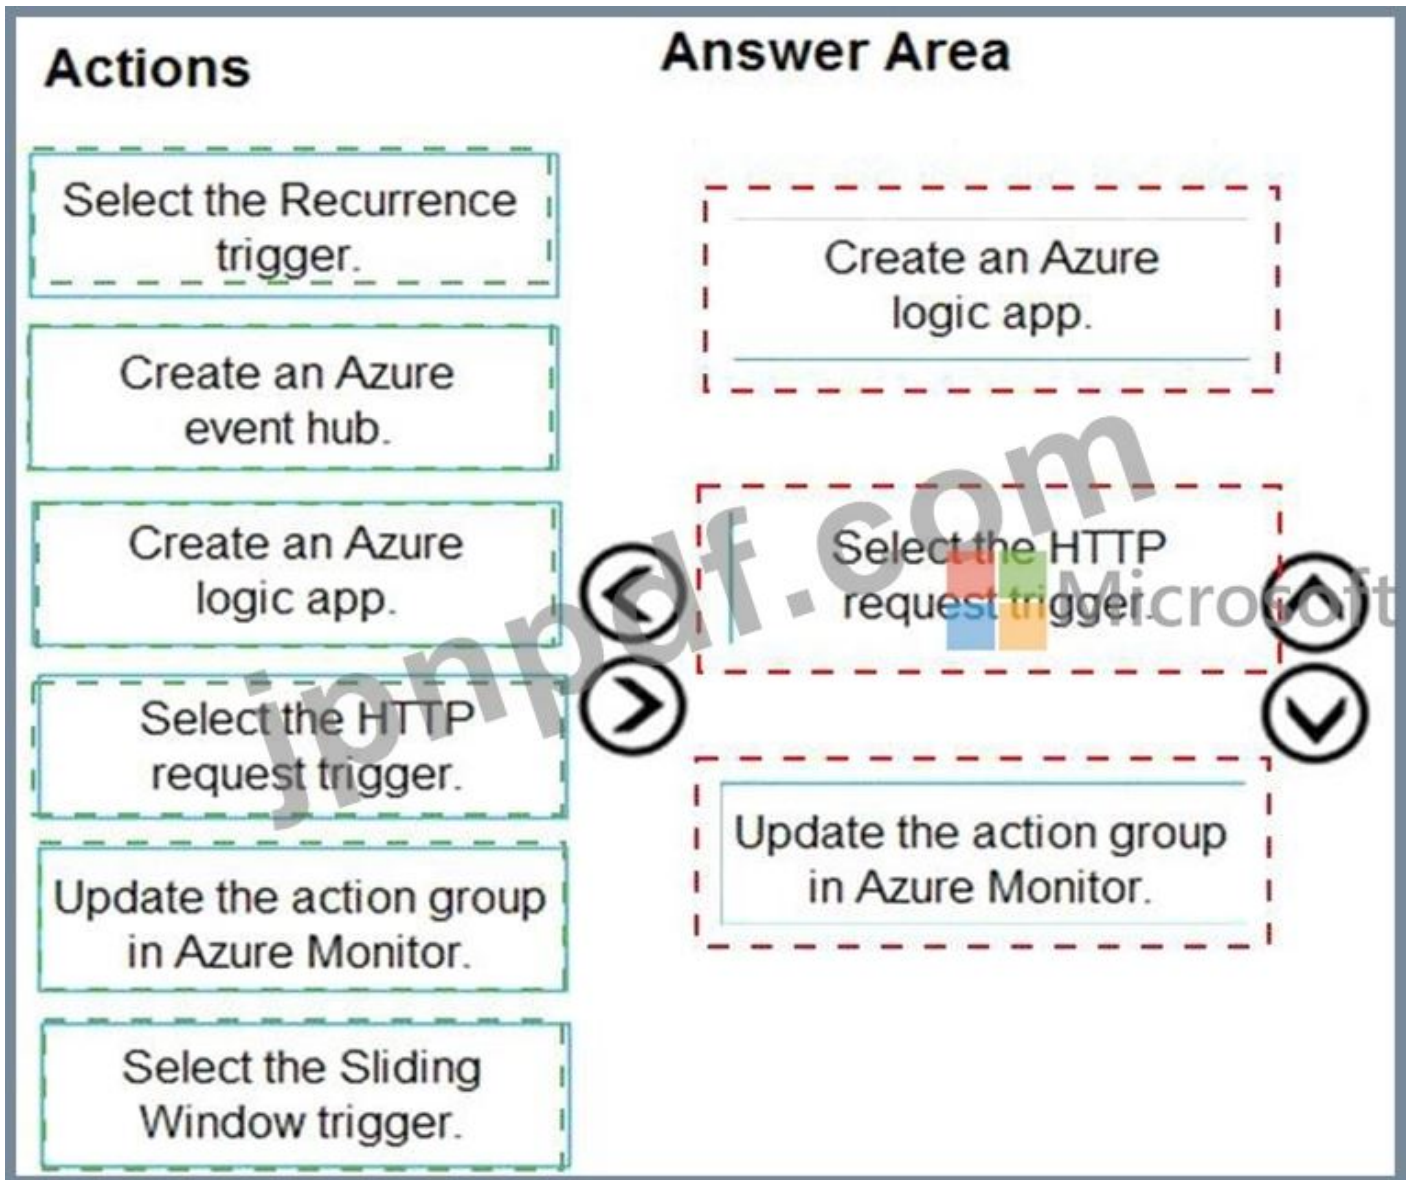 Actions
Answer Area
Select the Recurrence
trigger.
Create an Azure
event hub.
Create an Azure
logic app.
Select the HTTP
request trigger.
Update the action group
in Azure Monitor.
Select the Sliding
Window trigger.
Create an Azure
logic app.
Select the HTTP
request trigger.
Update the action group
in Azure Monitor.
Microsoft
jpnpdf.com